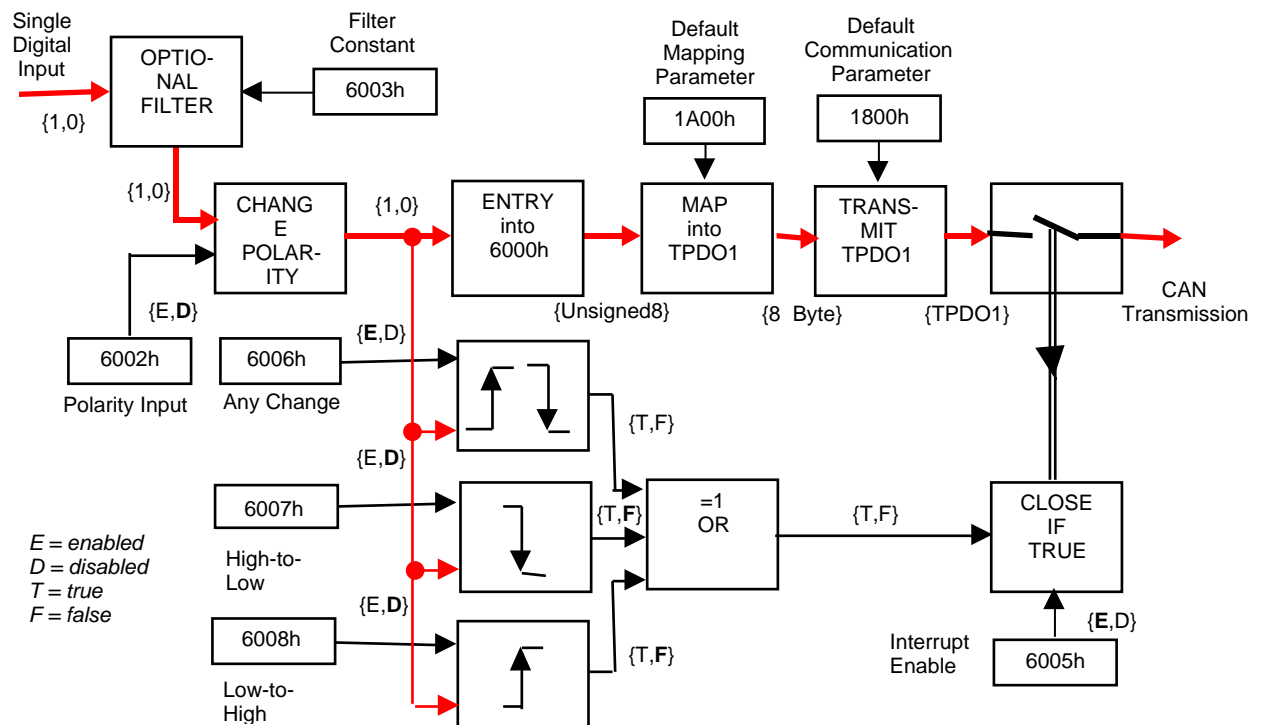 Single
Digital
Input
{1,0}
OPTIO-
NAL
FILTER
Filter
Constant
6003h
Default
Mapping
Parameter
1A00h
Default
Communication
Parameter
1800h
{1,0}
CHANG
E
POLAR-
ITY
{1,0}
ENTRY
into
6000h
{Unsigned8}
MAP
into
TPDO1
{8 Byte}
TRANS-
MIT
TPDO1
{TPDO1}
CAN
Transmission
{E,D}
6002h
Polarity Input
6006h
Any Change
{E,D}
{T,F}
{E,D}
6007h
High-to-
Low
{T,F}
=1
OR
{T,F}
CLOSE
IF
TRUE
E = enabled
D = disabled
T = true
F = false
{E,D}
6008h
Low-to-
High
{T,F}
Interrupt
Enable
{E,D}
6005h